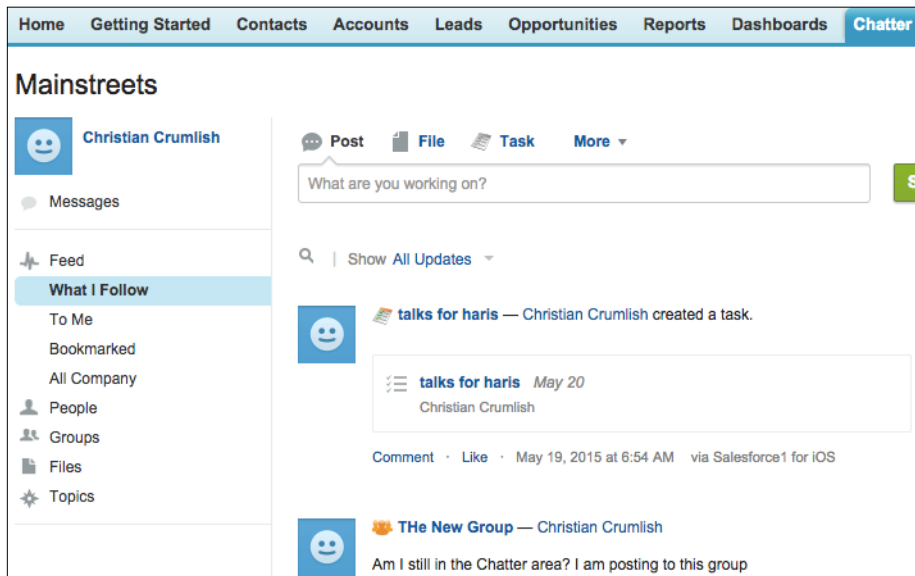 Home Getting Started Contacts Accounts Leads Opportunities Reports Dashboards Chatter
Mainstreets
Christian Crumlish
Messages
Feed
What I Follow
To Me
Bookmarked
All Company
People
Groups
Files
Topics
Post File Task More
What are you working on?
S
Show All Updates
talks for haris — Christian Crumlish created a task.
talks for haris May 20
Christian Crumlish
Comment · Like · May 19, 2015 at 6:54 AM via Salesforce1 for iOS
THe New Group — Christian Crumlish
Am I still in the Chatter area? I am posting to this group